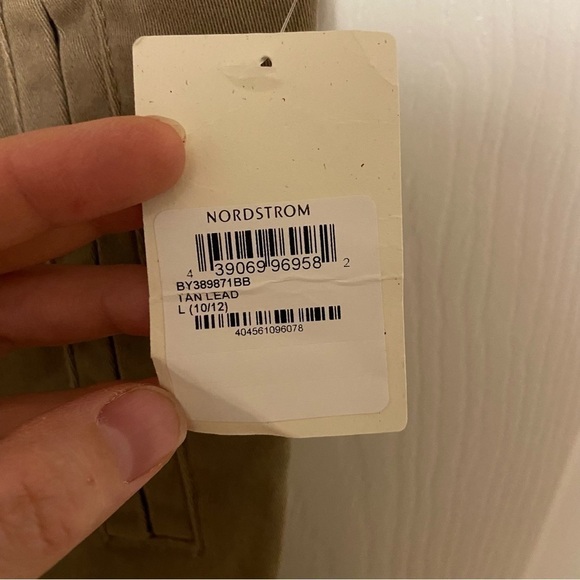 NORDSTROM
4 39069 96958 2
BY389871BB
TAN LEAD
L (10/12)
404561096078